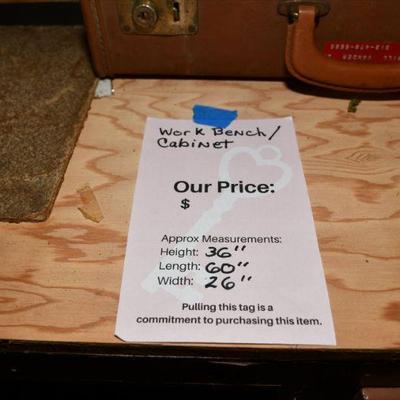 Work Bench/
Cabinet
Our Price:
$
Approx Measurements:
Height: 36"
Length: 60"
Width: 26"
Pulling this tag is a
commitment to purchasing this item.